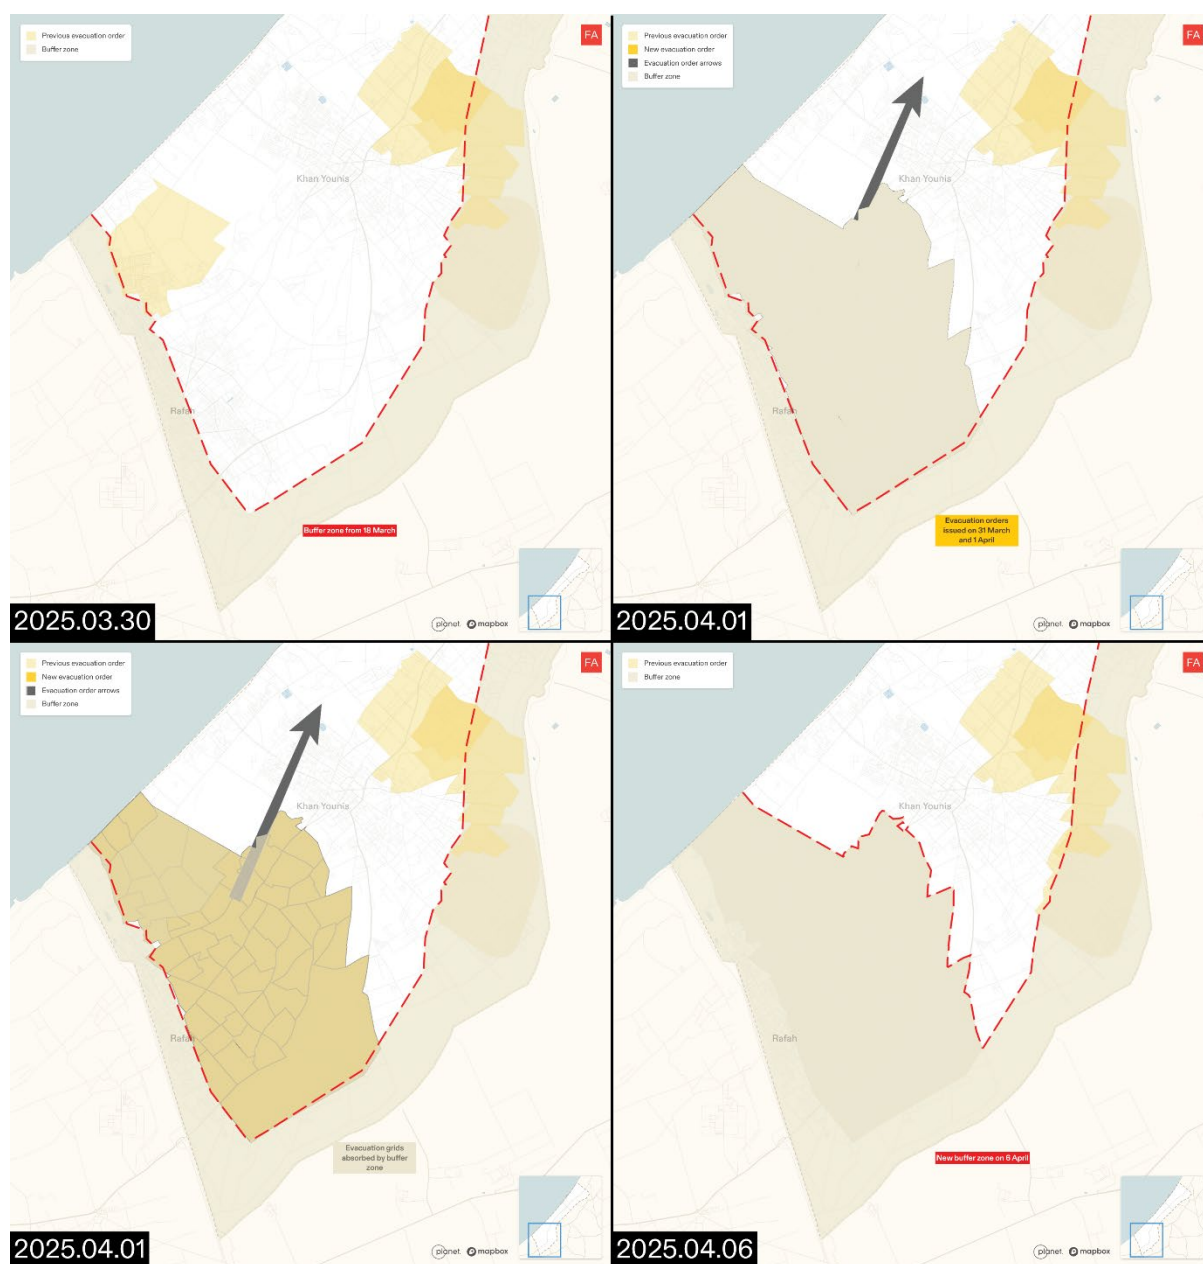 Previous evacuation order
Buffer zone
FA
Khan Younis
Rafah
Buffer zone from 18 March
2025.03.30
planet. mapbox
Previous evacuation order
New evacuation order
Evacuation order arrows
Buffer zone
FA
Khan Younis
Rafah
Evacuation orders
issued on 31 March
and 1 April
2025.04.01
planet. mapbox
Previous evacuation order
New evacuation order
Evacuation order arrows
Buffer zone
FA
Khan Younis
Rafah
Evacuation grids
absorbed by buffer
zone
2025.04.01
planet. mapbox
Previous evacuation order
Buffer zone
FA
Khan Younis
Rafah
New buffer zone on 6 April
2025.04.06
planet. mapbox